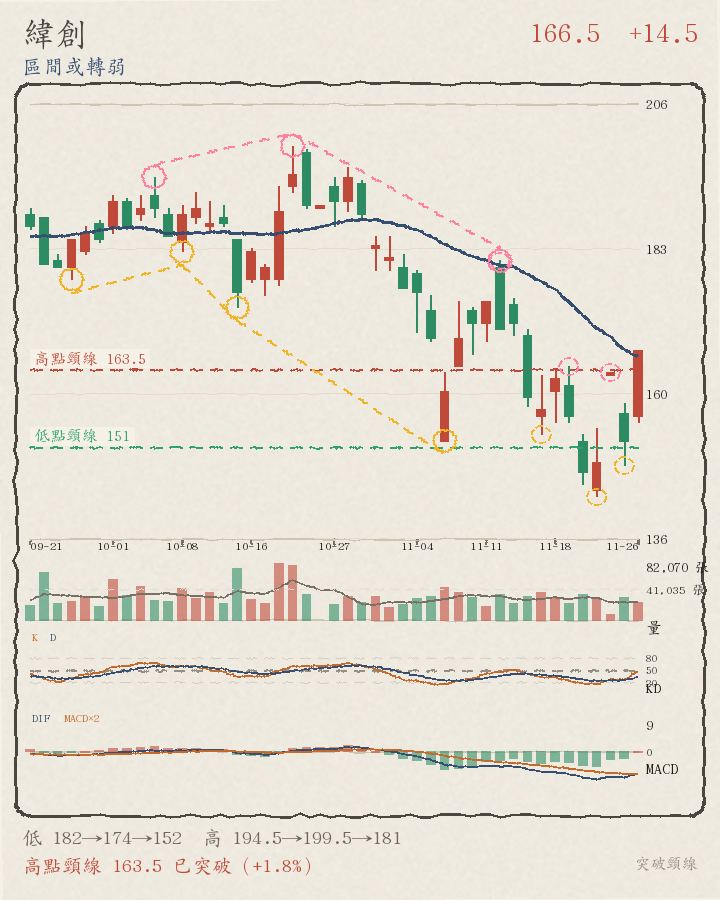 緯創
166.5 +14.5
區間或轉弱
206
183
高點頸線 163.5
160
低點頸線 151
136
09-21 10-01 10-08 10-16 10-27 11-04 11-11 11-18 11-26
82,070 張
41,035 張
量
K D
80
50
20
KD
DIF MACD×2
9
0
MACD
低 182→174→152 高 194.5→199.5→181
高點頸線 163.5 已突破 (+1.8%)
突破頸線